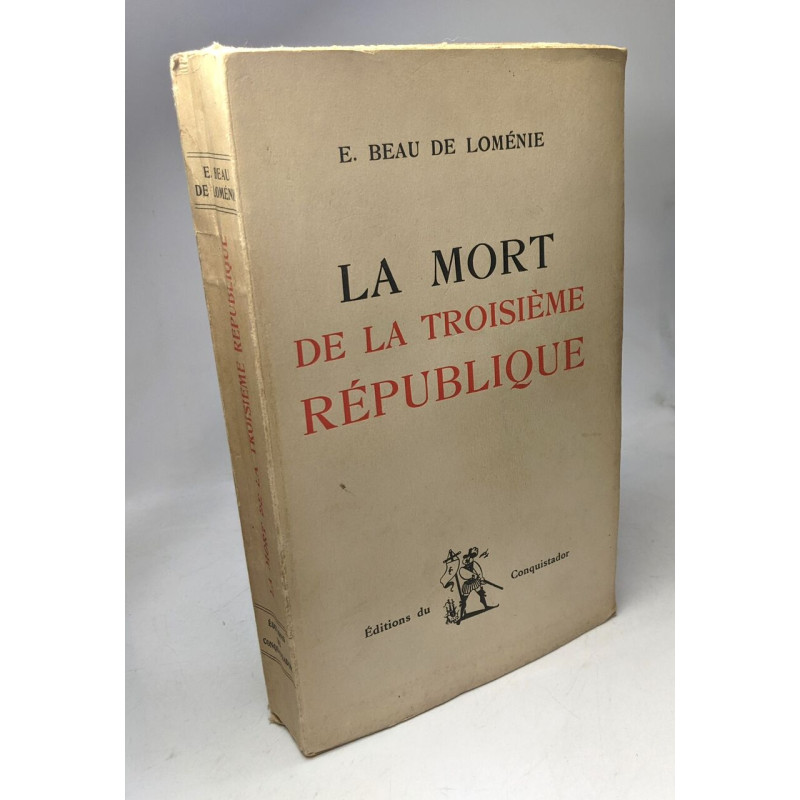 E. BEAU DE LOMÉNIE
LA MORT
DE LA TROISIÈME
RÉPUBLIQUE
Éditions du Conquistador
E. BEAU
DE LOMÉNIE
LA MORT DE LA TROISIÈME RÉPUBLIQUE